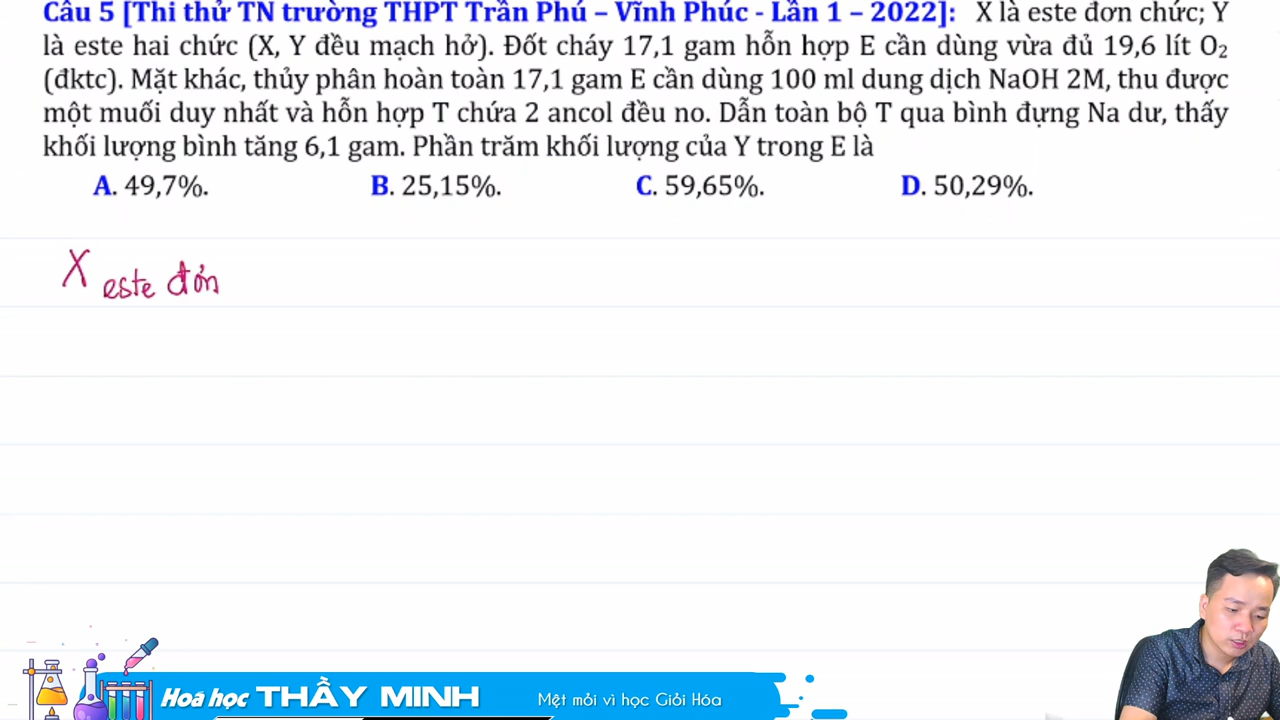 Câu 5 [Thi thử TN trường THPT Trần Phú – Vĩnh Phúc - Lần 1 – 2022]: X là este đơn chức; Y
là este hai chức (X, Y đều mạch hở). Đốt cháy 17,1 gam hỗn hợp E cần dùng vừa đủ 19,6 lít O₂
(đktc). Mặt khác, thủy phân hoàn toàn 17,1 gam E cần dùng 100 ml dung dịch NaOH 2M, thu được
một muối duy nhất và hỗn hợp T chứa 2 ancol đều no. Dẫn toàn bộ T qua bình đựng Na dư, thấy
khối lượng bình tăng 6,1 gam. Phần trăm khối lượng của Y trong E là
A. 49,7%. B. 25,15%. C. 59,65%. D. 50,29%.
X este đơn
Hoá học THẦY MINH Mệt mỏi vì học Giỏi Hóa